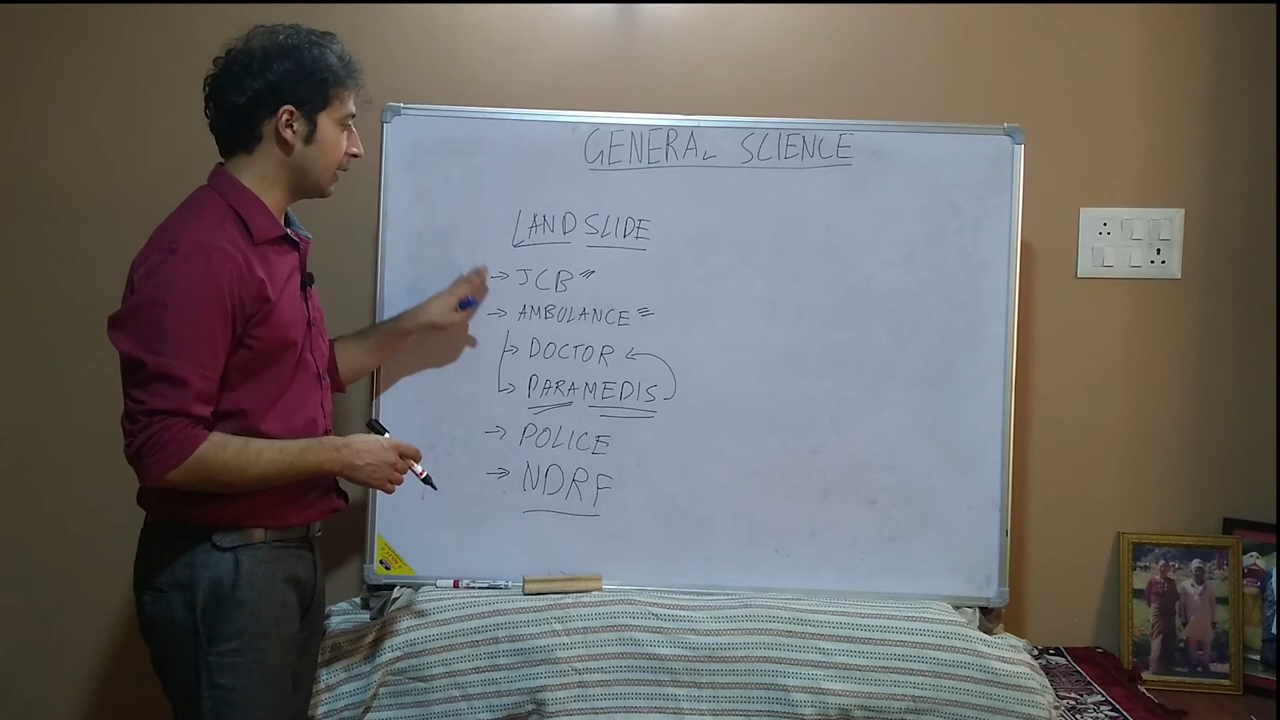 GENERAL SCIENCE
LANDSLIDE
→ JCB
→ AMBULANCE
→ DOCTOR
→ PARAMEDIS
→ POLICE
→ NDRF